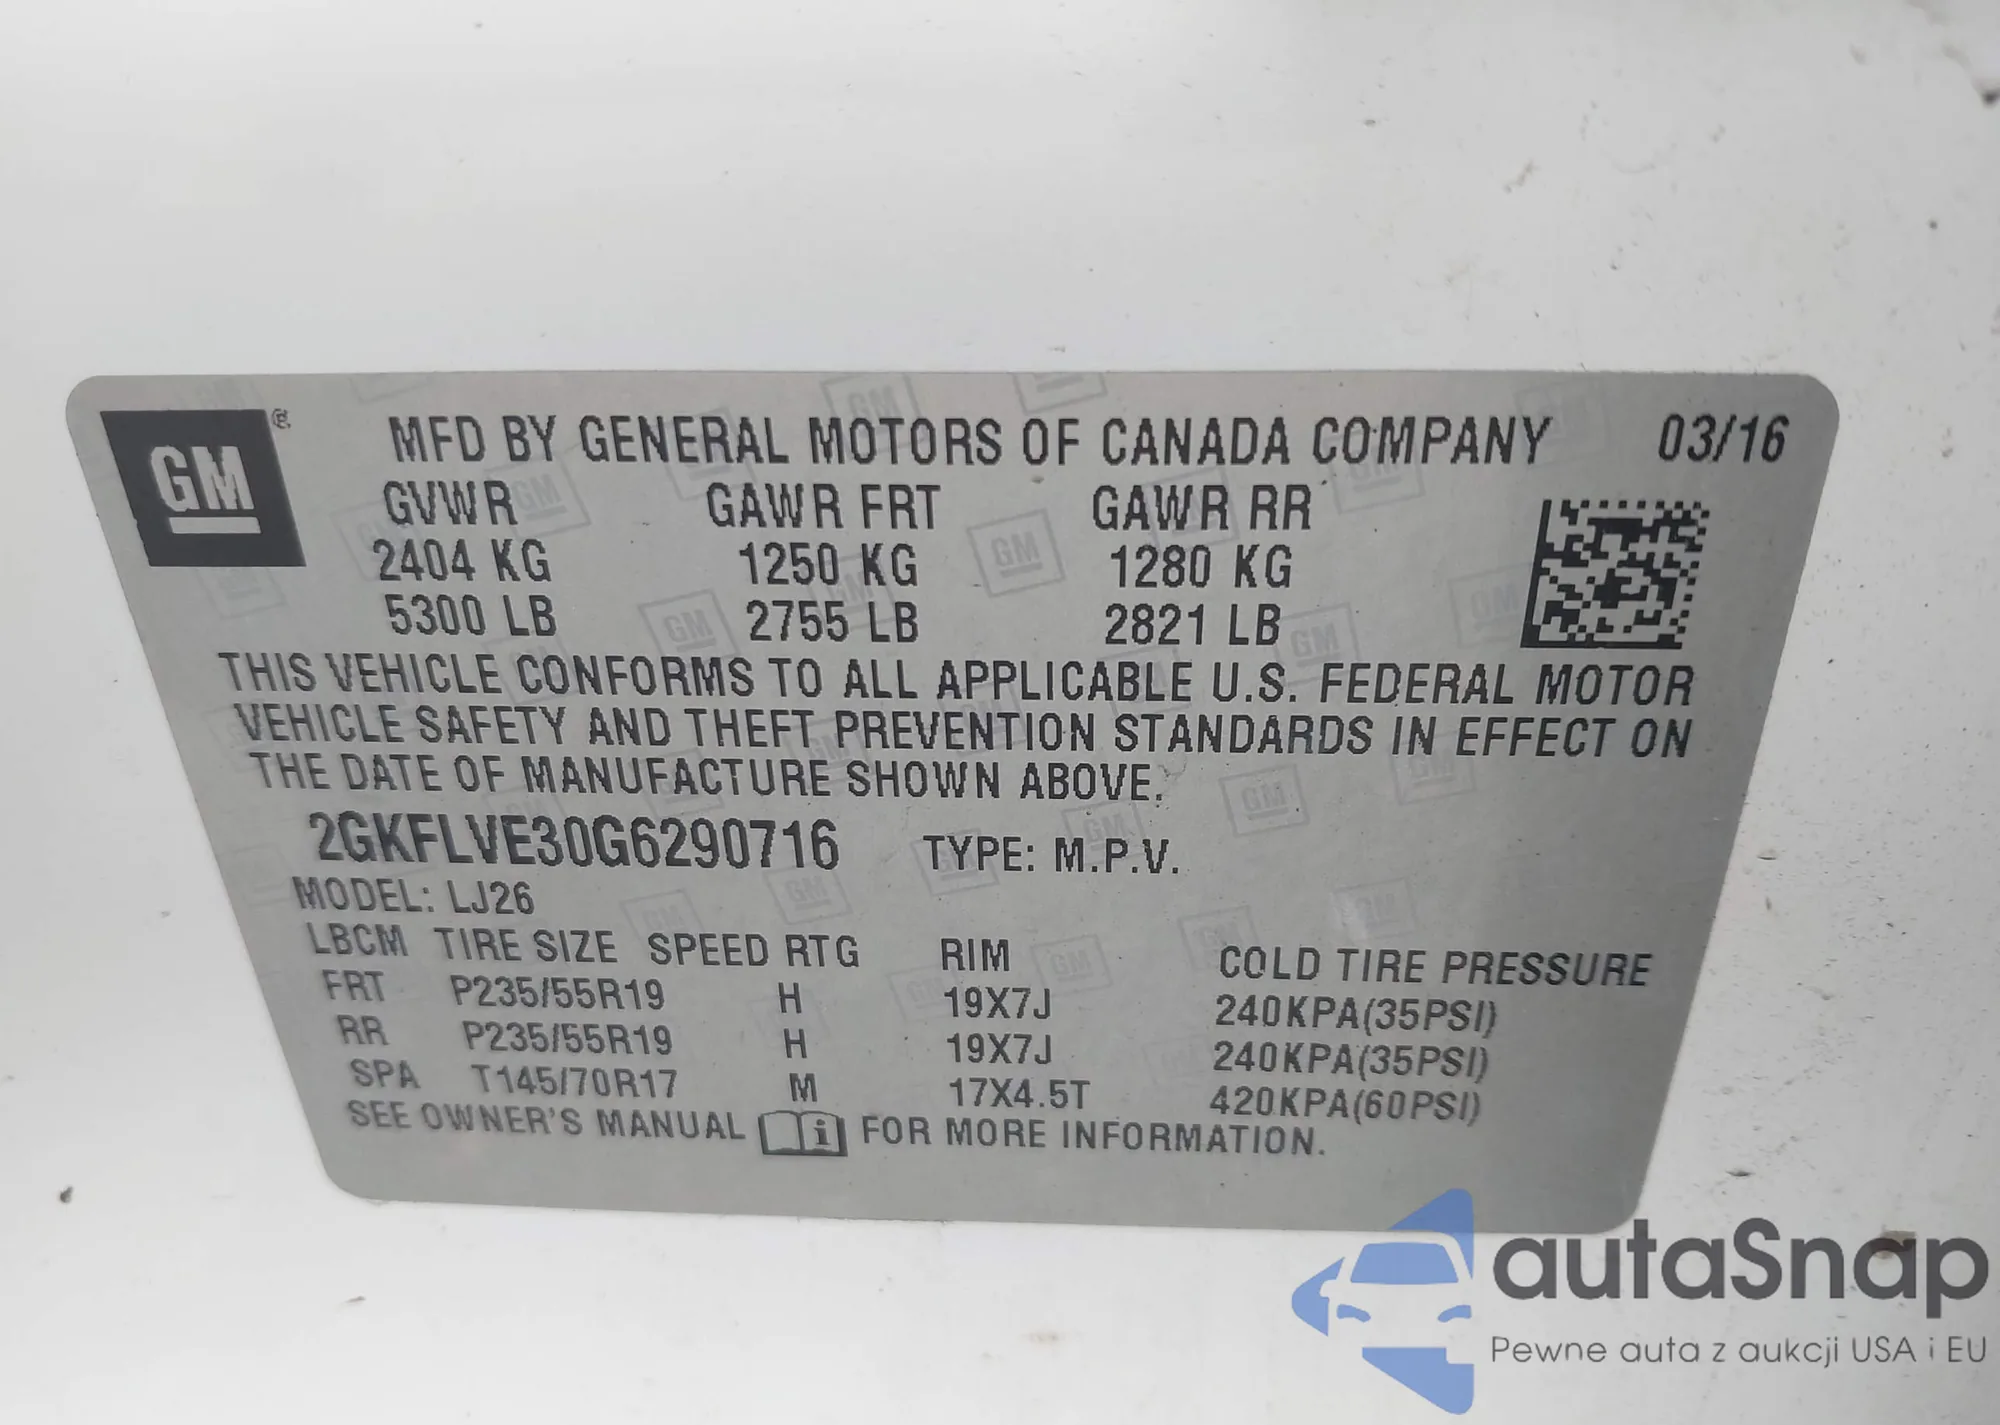 GM®
MFD BY GENERAL MOTORS OF CANADA COMPANY 03/16
GVWR GAWR FRT GAWR RR
2404 KG 1250 KG 1280 KG
5300 LB 2755 LB 2821 LB
THIS VEHICLE CONFORMS TO ALL APPLICABLE U.S. FEDERAL MOTOR
VEHICLE SAFETY AND THEFT PREVENTION STANDARDS IN EFFECT ON
THE DATE OF MANUFACTURE SHOWN ABOVE.
2GKFLVE30G6290716 TYPE: M.P.V.
MODEL: LJ26
LBCM TIRE SIZE SPEED RTG RIM COLD TIRE PRESSURE
FRT P235/55R19 H 19X7J 240KPA(35PSI)
RR P235/55R19 H 19X7J 240KPA(35PSI)
SPA T145/70R17 M 17X4.5T 420KPA(60PSI)
SEE OWNER'S MANUAL i FOR MORE INFORMATION.
autaSnap
Pewne auta z aukcji USA i EU